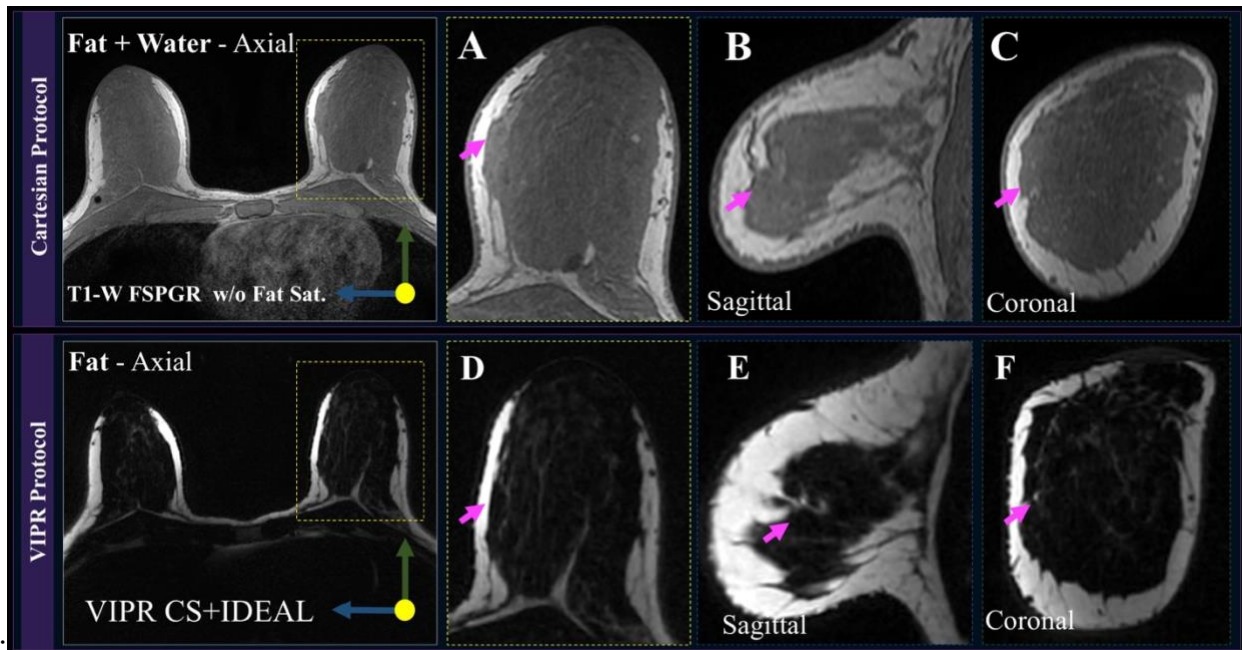 Cartesian Protocol
Fat + Water - Axial
T1-W FSPGR w/o Fat Sat.
A
B
Sagittal
C
Coronal
VIPR Protocol
Fat - Axial
VIPR CS+IDEAL
D
E
Sagittal
F
Coronal
.